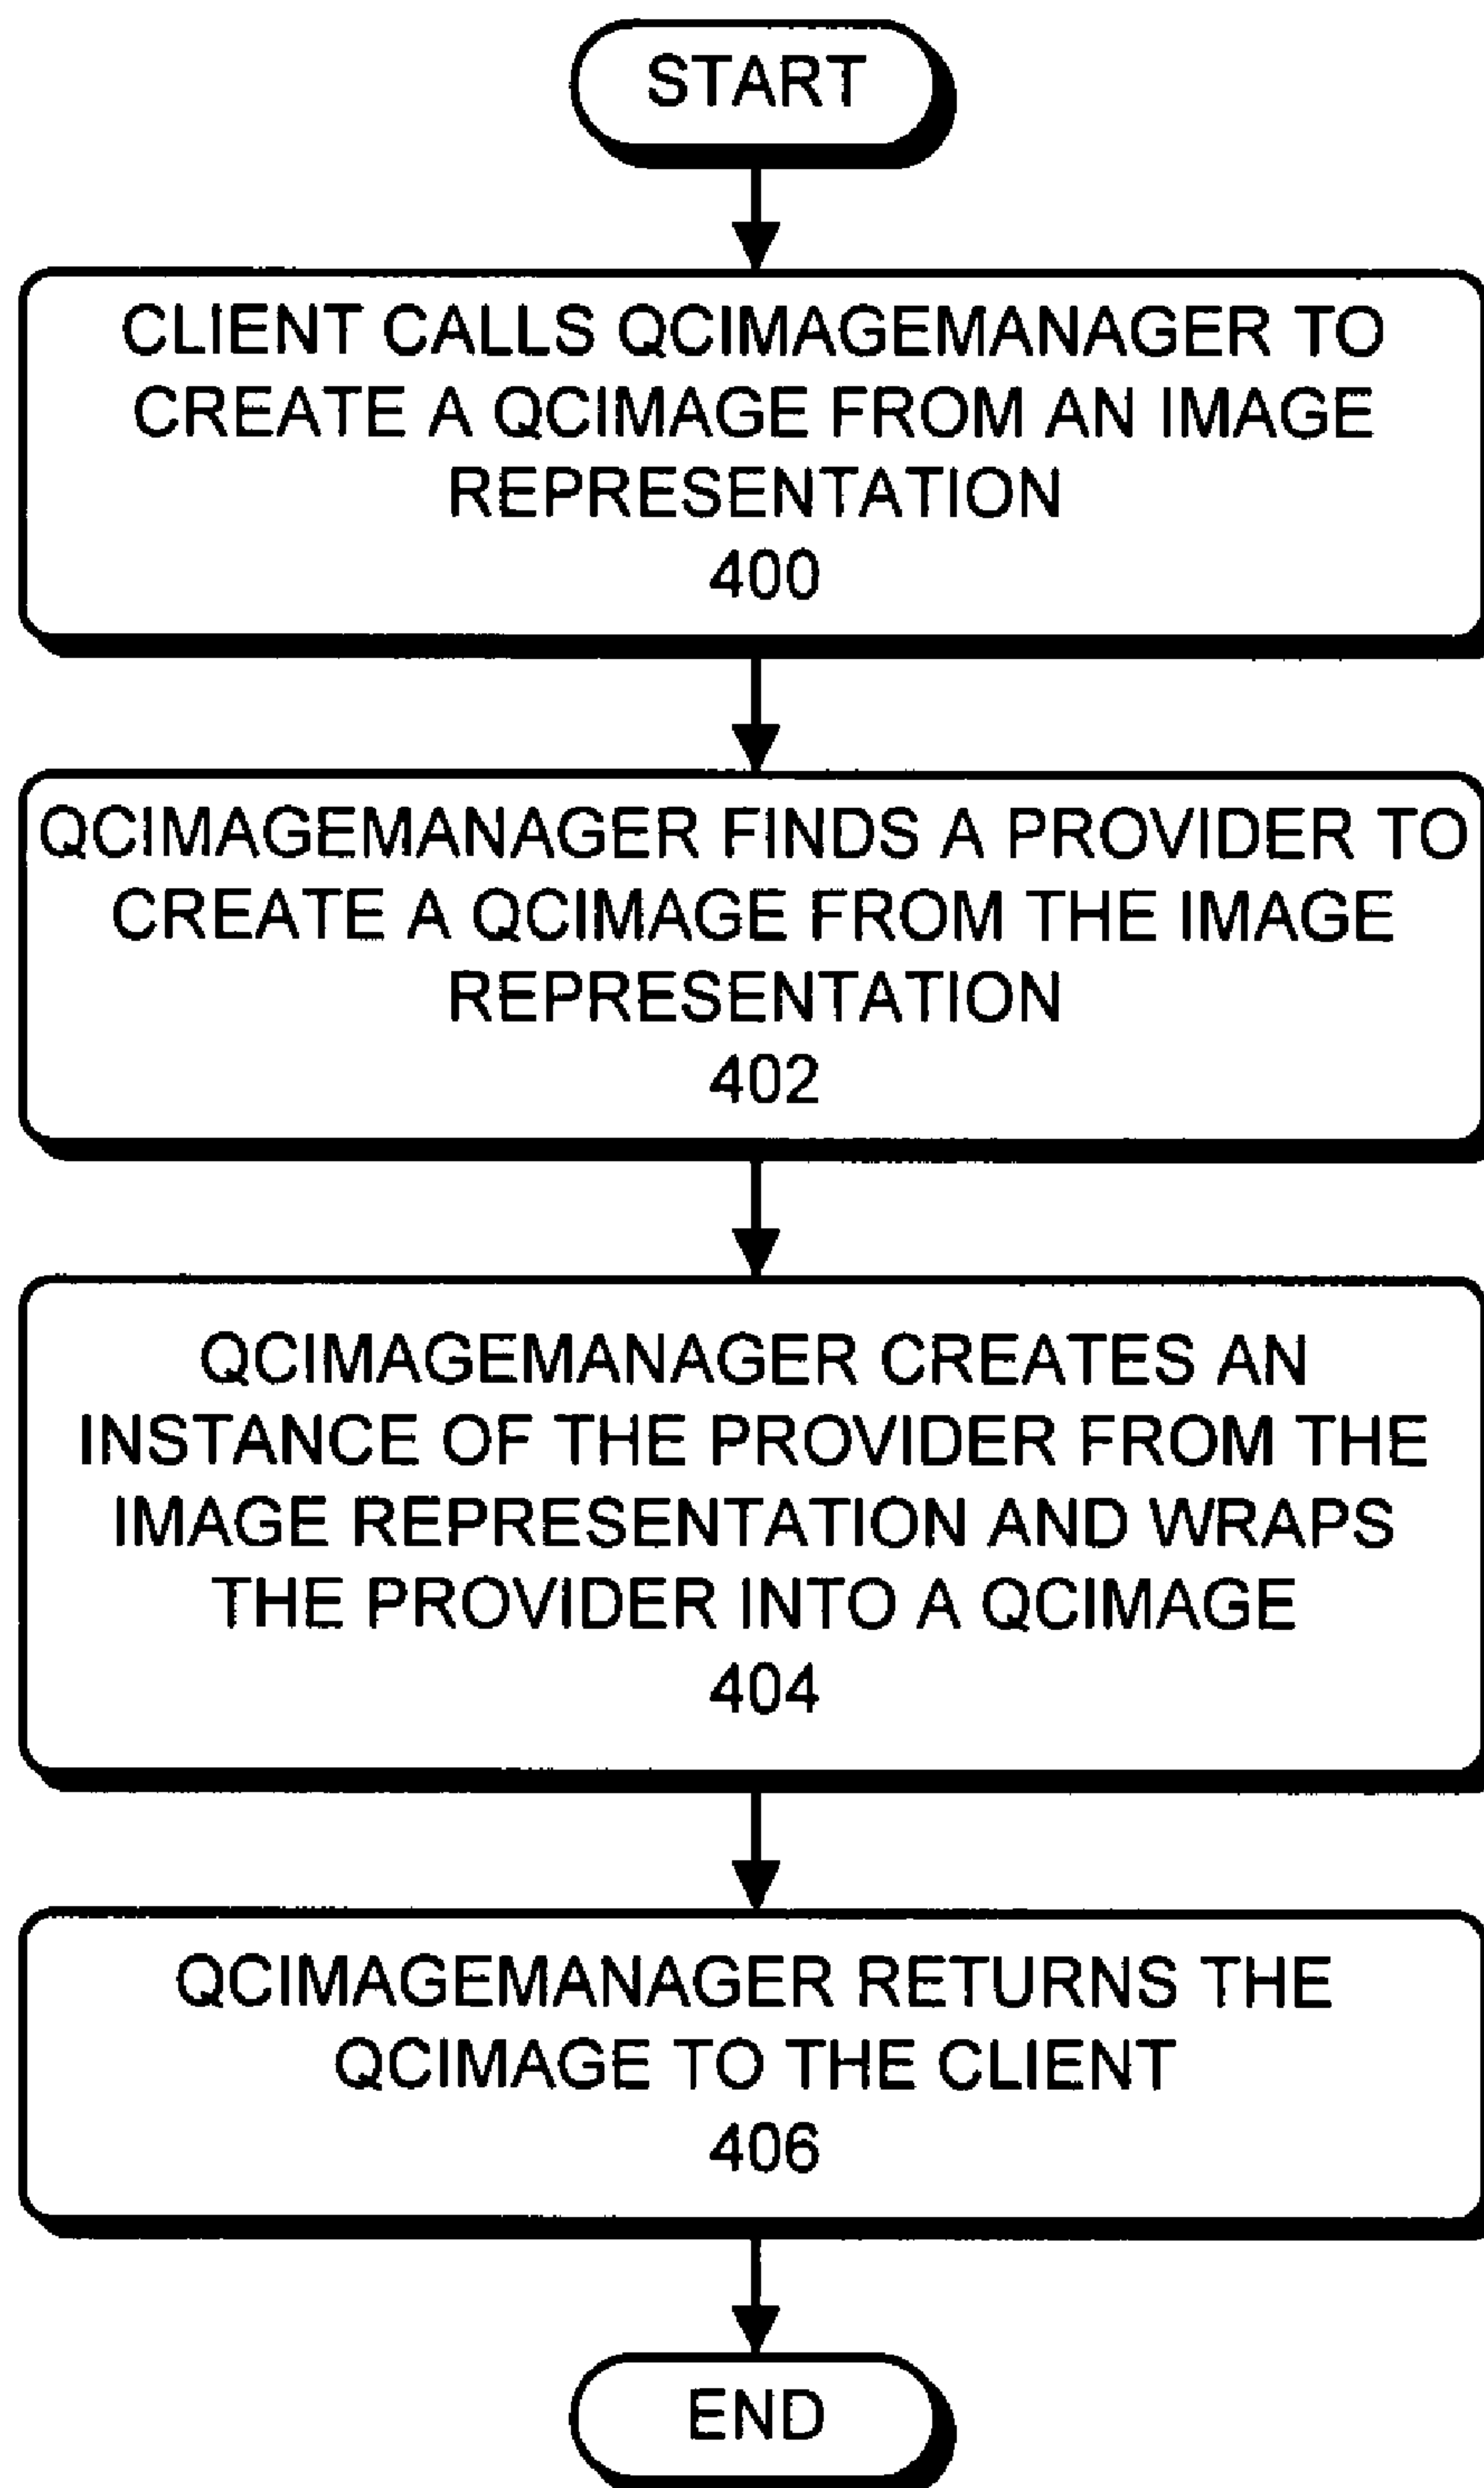 START
CLIENT CALLS QCIMAGEMANAGER TO
CREATE A QCIMAGE FROM AN IMAGE
REPRESENTATION
400
QCIMAGEMANAGER FINDS A PROVIDER TO
CREATE A QCIMAGE FROM THE IMAGE
REPRESENTATION
402
QCIMAGEMANAGER CREATES AN
INSTANCE OF THE PROVIDER FROM THE
IMAGE REPRESENTATION AND WRAPS
THE PROVIDER INTO A QCIMAGE
404
QCIMAGEMANAGER RETURNS THE
QCIMAGE TO THE CLIENT
406
END